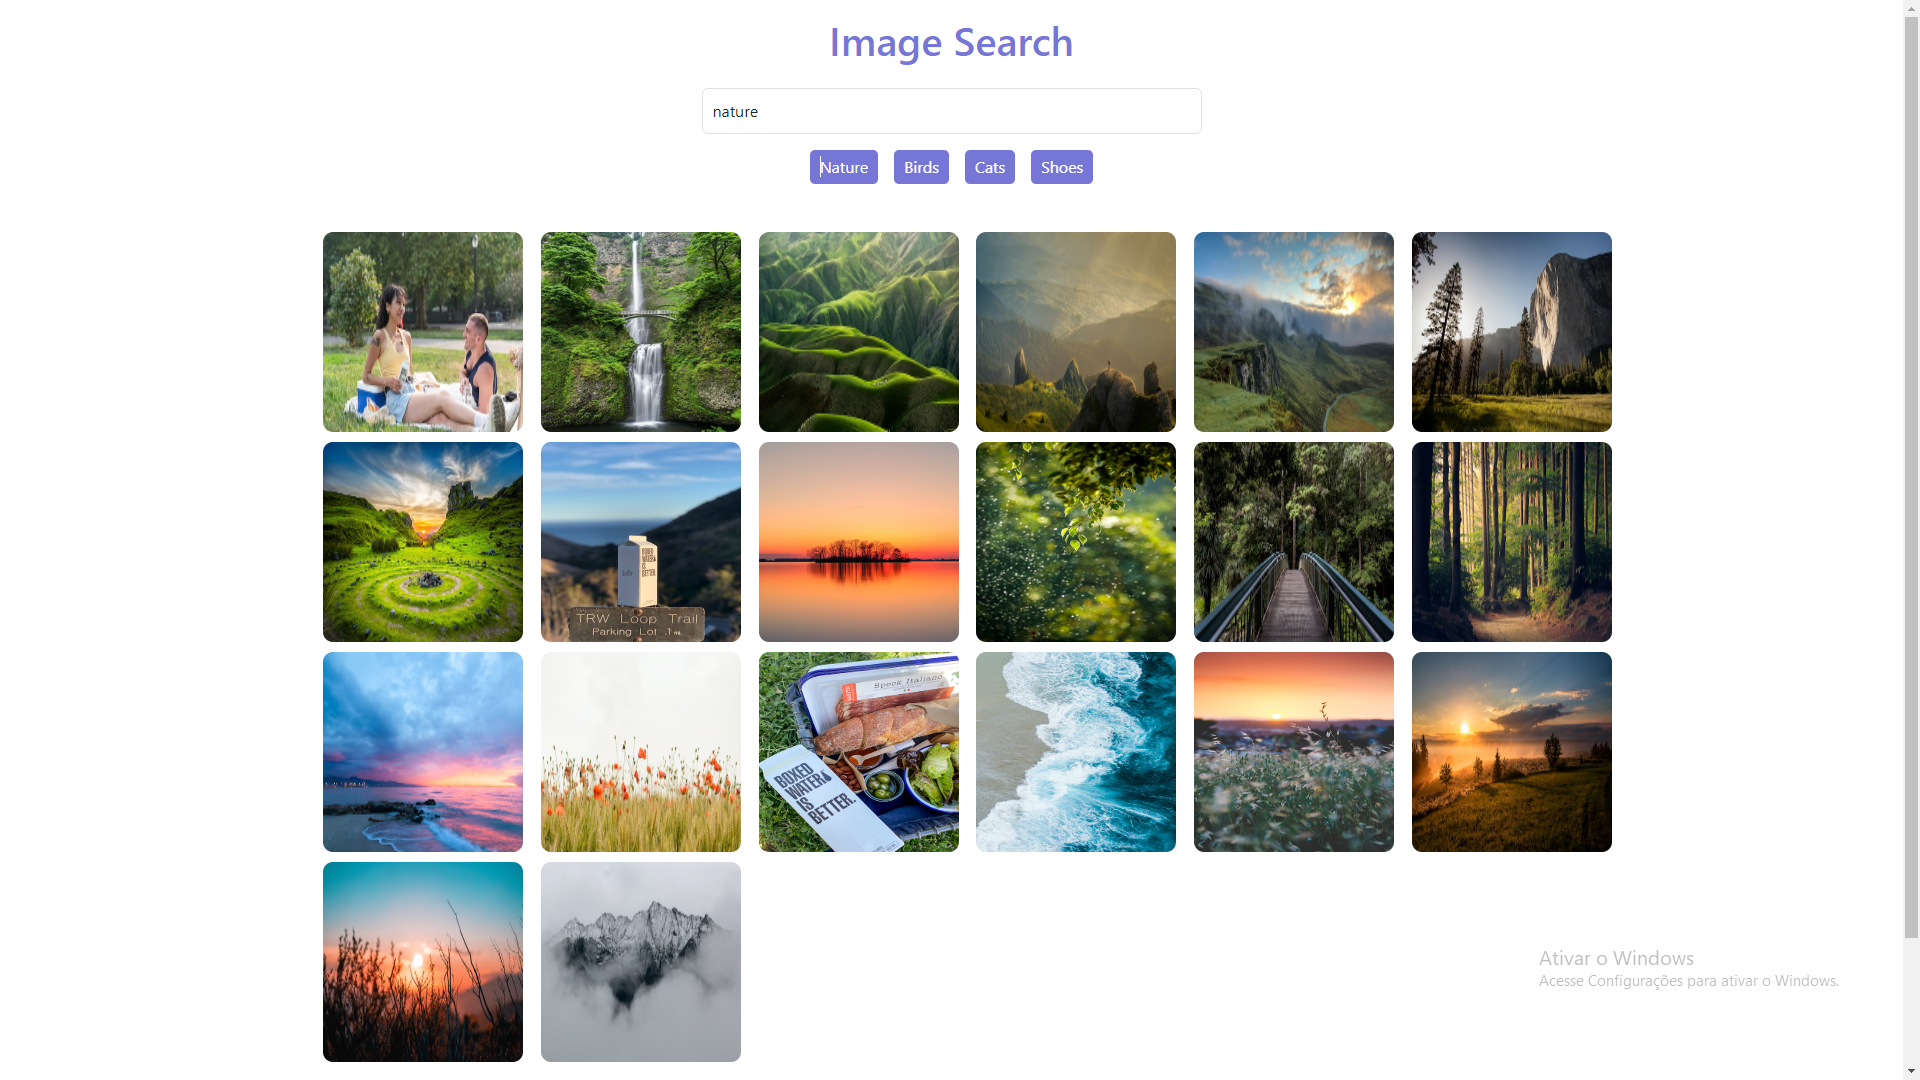 Image Search
nature
Nature
Birds
Cats
Shoes
BOXED
WATER
IS
BETTER.
TRW Loop Trail
Parking Lot .1 mi.
Speck Italiano
BOXED
WATER
IS
BETTER.
Ativar o Windows
Acesse Configurações para ativar o Windows.